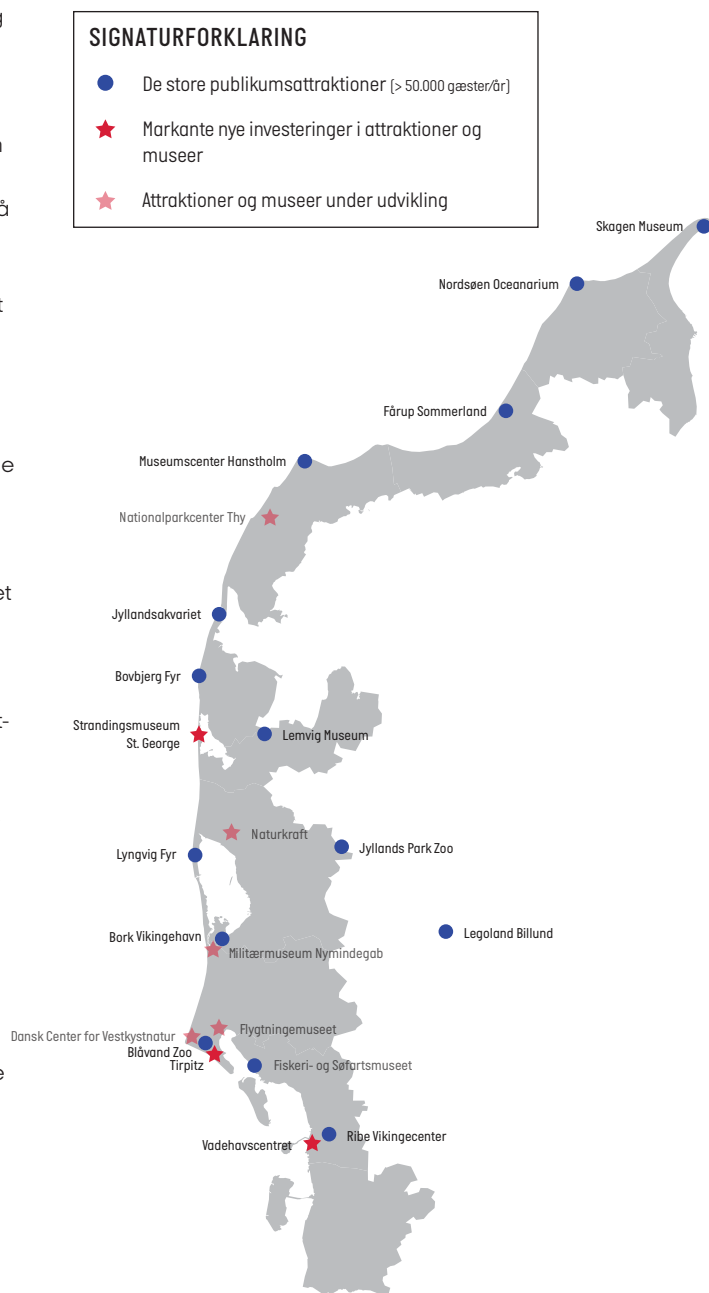 g
SIGNATURFORKLARING
De store publikumsattraktioner (> 50.000 gæster/år)
Markante nye investeringer i attraktioner og
museer
Attraktioner og museer under udvikling
å
Skagen Museum
Nordsøen Oceanarium
t
Fårup Sommerland
Museumscenter Hanstholm
e
Nationalparkcenter Thy
et
Jyllandsakvariet
Bovbjerg Fyr
t-
Strandingsmuseum
St. George
Lemvig Museum
Naturkraft
Lyngvig Fyr
Jyllands Park Zoo
Legoland Billund
Bork Vikingehavn
Militærmuseum Nymindegab
Flygtningemuseet
Dansk Center for Vestkystnatur
Blåvand Zoo
Tirpitz
Fiskeri- og Søfartsmuseet
e
Ribe Vikingecenter
Vadehavscentret